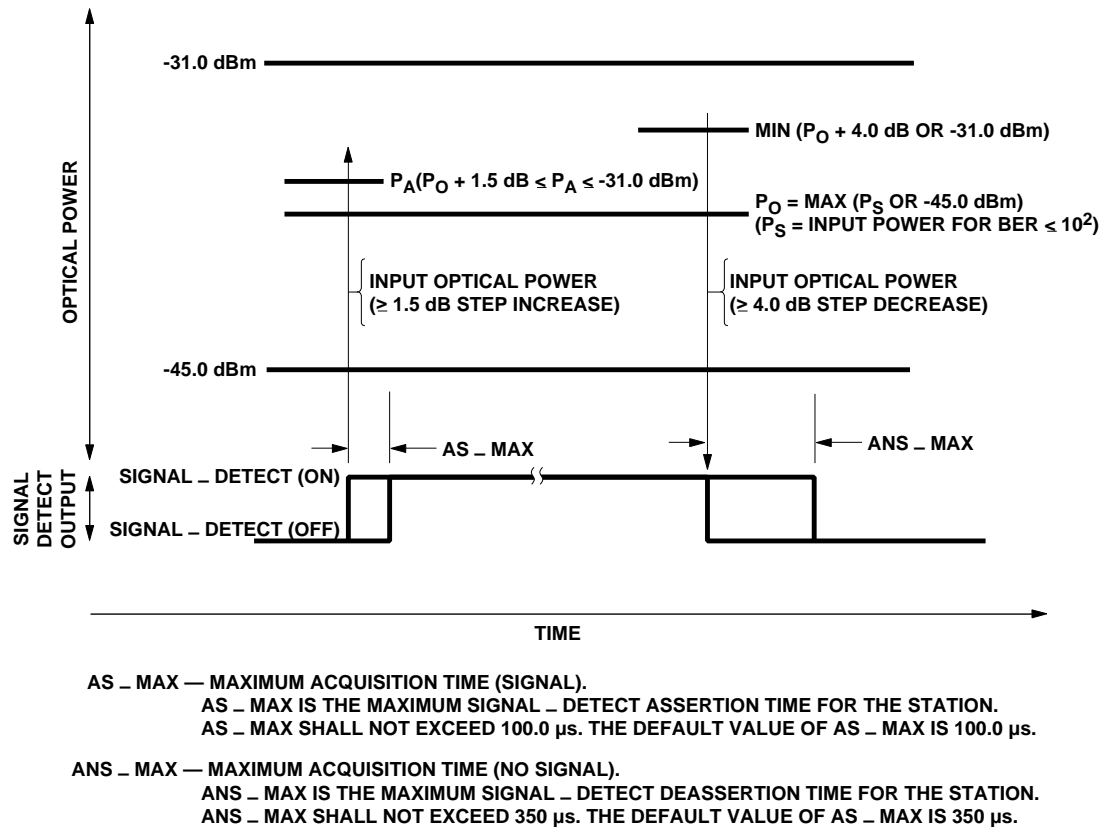 OPTICAL POWER
-31.0 dBm
MIN (PO + 4.0 dB OR -31.0 dBm)
PA(PO + 1.5 dB ≤ PA ≤ -31.0 dBm)
PO = MAX (PS OR -45.0 dBm)
(PS = INPUT POWER FOR BER ≤ 10²)
INPUT OPTICAL POWER
(≥ 1.5 dB STEP INCREASE)
INPUT OPTICAL POWER
(≥ 4.0 dB STEP DECREASE)
-45.0 dBm
AS _ MAX
ANS _ MAX
SIGNAL
DETECT
OUTPUT
SIGNAL _ DETECT (ON)
SIGNAL _ DETECT (OFF)
TIME
AS _ MAX — MAXIMUM ACQUISITION TIME (SIGNAL).
AS _ MAX IS THE MAXIMUM SIGNAL _ DETECT ASSERTION TIME FOR THE STATION.
AS _ MAX SHALL NOT EXCEED 100.0 µs. THE DEFAULT VALUE OF AS _ MAX IS 100.0 µs.
ANS _ MAX — MAXIMUM ACQUISITION TIME (NO SIGNAL).
ANS _ MAX IS THE MAXIMUM SIGNAL _ DETECT DEASSERTION TIME FOR THE STATION.
ANS _ MAX SHALL NOT EXCEED 350 µs. THE DEFAULT VALUE OF AS _ MAX IS 350 µs.